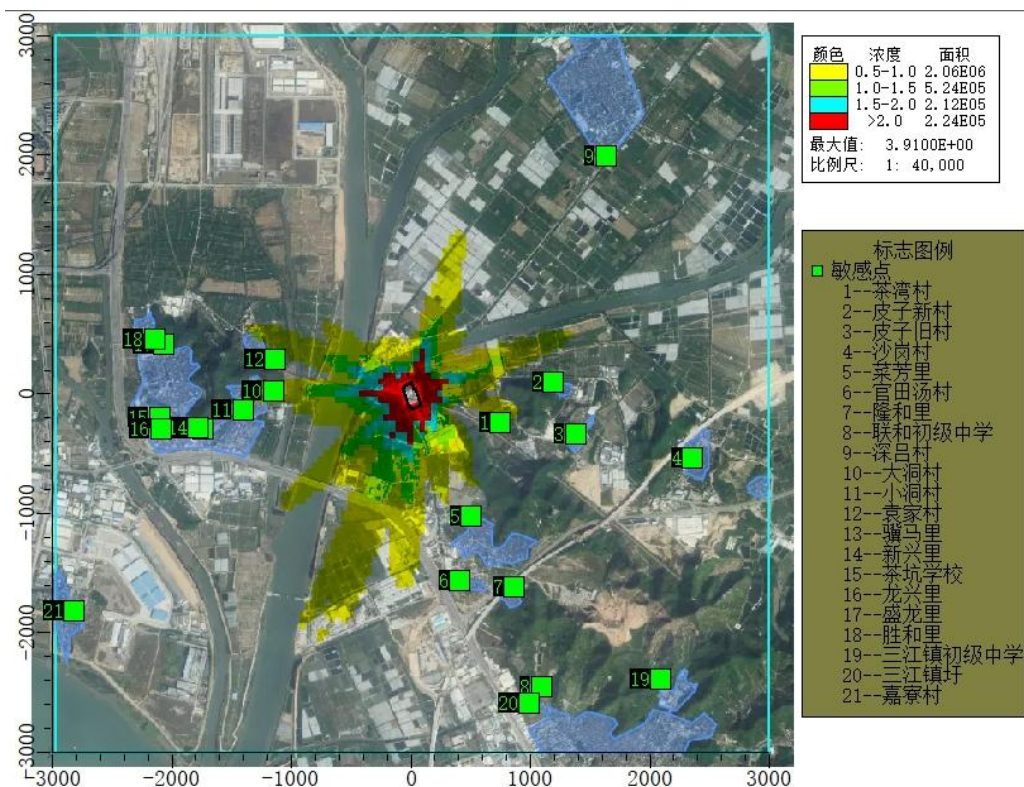 颜色 浓度 面积
0.5-1.0 2.06E06
1.0-1.5 5.24E05
1.5-2.0 2.12E05
>2.0 2.24E05
最大值: 3.9100E+00
比例尺: 1: 40,000
标志图例
敏感点
1--茶湾村
2--皮子新村
3--皮子旧村
4--沙岗村
5--菜芳里
6--官田汤村
7--隆和里
8--联和初级中学
9--深吕村
10--大洞村
11--小洞村
12--袁家村
13--骥马里
14--新兴里
15--茶坑学校
16--龙兴里
17--盛龙里
18--胜和里
19--三江镇初级中学
20--三江镇圩
21--嘉寮村
3000
2000
1000
0
-1000
-2000
-3000
-3000 -2000 -1000 0 1000 2000 3000
9
18
12
10
2
11
15
16 14
1
3
4
5
6
7
21
19
8
20